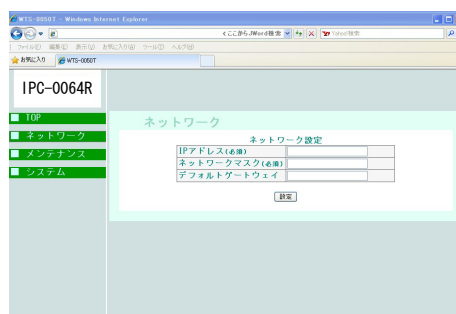 WTS-00507 - Windows Internet Explorer
くここからJWord検索
Yahoo!検索
ファイル(F) 編集(E) 表示(V) お気に入り(A) ツール(T) ヘルプ(H)
お気に入り WTS-00507
IPC-0064R
TOP
ネットワーク
メンテナンス
システム
ネットワーク
ネットワーク設定
IPアドレス(必須)
ネットワークマスク(必須)
デフォルトゲートウェイ
設定